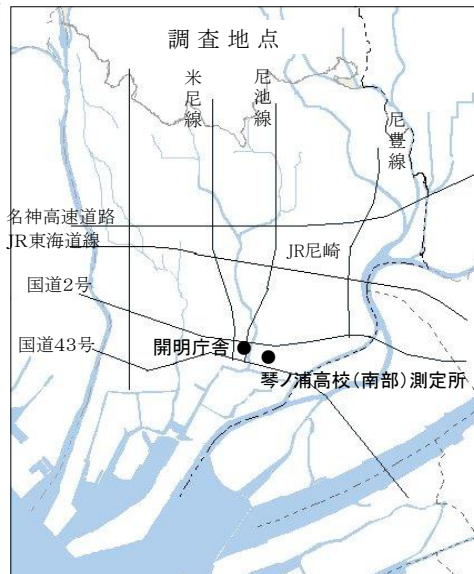 調査地点
米尼線
尼池線
尼豊線
名神高速道路
JR東海道線
JR尼崎
国道2号
国道43号
開明庁舎
琴ノ浦高校(南部)測定所